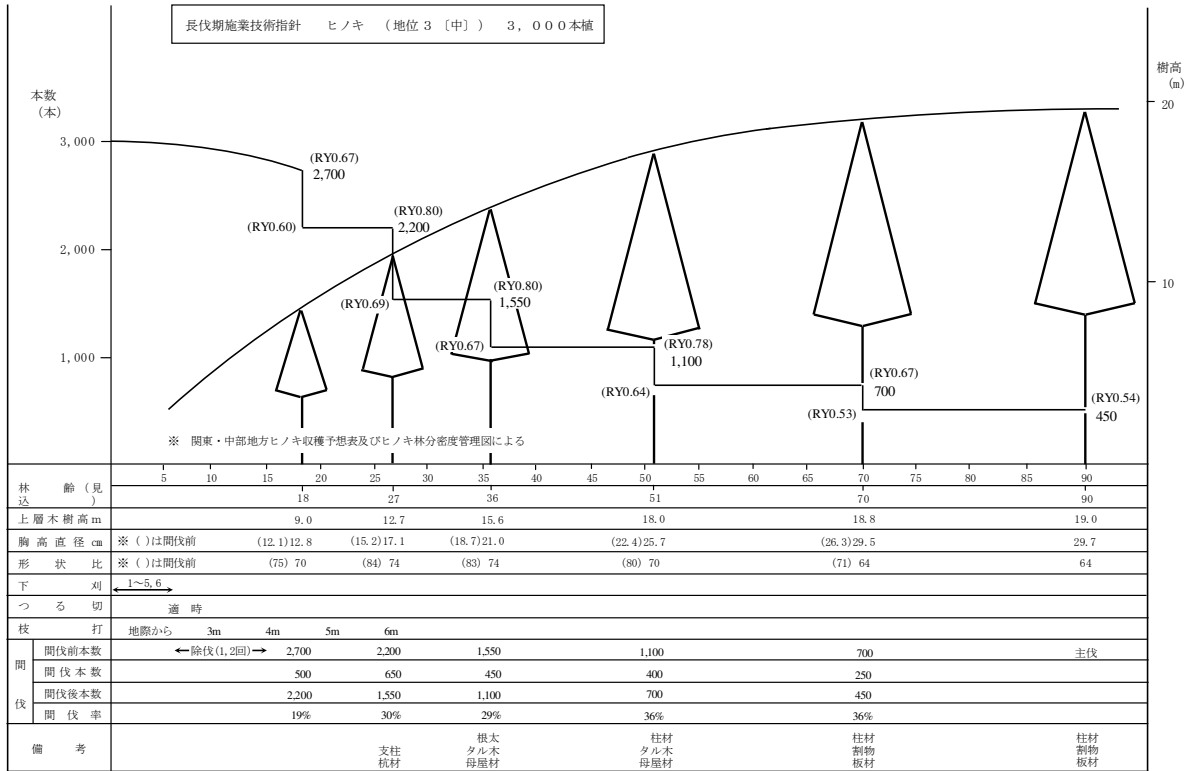 長伐期施業技術指針 ヒノキ （地位３〔中〕） ３，０００本植
本数
（本）
樹高
(m)
3,000
2,000
1,000
20
10
(RY0.67)
2,700
(RY0.60)
(RY0.80)
2,200
(RY0.69)
(RY0.80)
1,550
(RY0.67)
(RY0.78)
1,100
(RY0.64)
(RY0.67)
700
(RY0.53)
(RY0.54)
450
※ 関東・中部地方ヒノキ収穫予想表及びヒノキ林分密度管理図による
5 10 15 20 25 30 35 40 45 50 55 60 65 70 75 80 85 90
林齢(見込) 18 27 36 51 70 90
上層木樹高m 9.0 12.7 15.6 18.0 18.8 19.0
胸高直径㎝ ※ ( )は間伐前 (12.1)12.8 (15.2)17.1 (18.7)21.0 (22.4)25.7 (26.3)29.5 29.7
形状比 ※ ( )は間伐前 (75) 70 (84) 74 (83) 74 (80) 70 (71) 64 64
下刈 1～5,6
つる切 適時
枝打 地際から 3m 4m 5m 6m
間伐
間伐前本数 除伐(1,2回) 2,700 2,200 1,550 1,100 700 主伐
間伐本数 500 650 450 400 250
間伐後本数 2,200 1,550 1,100 700 450
間伐率 19% 30% 29% 36% 36%
備考
支柱 杭材
根太 タル木 母屋材
柱材 タル木 母屋材
柱材 割物 板材
柱材 割物 板材